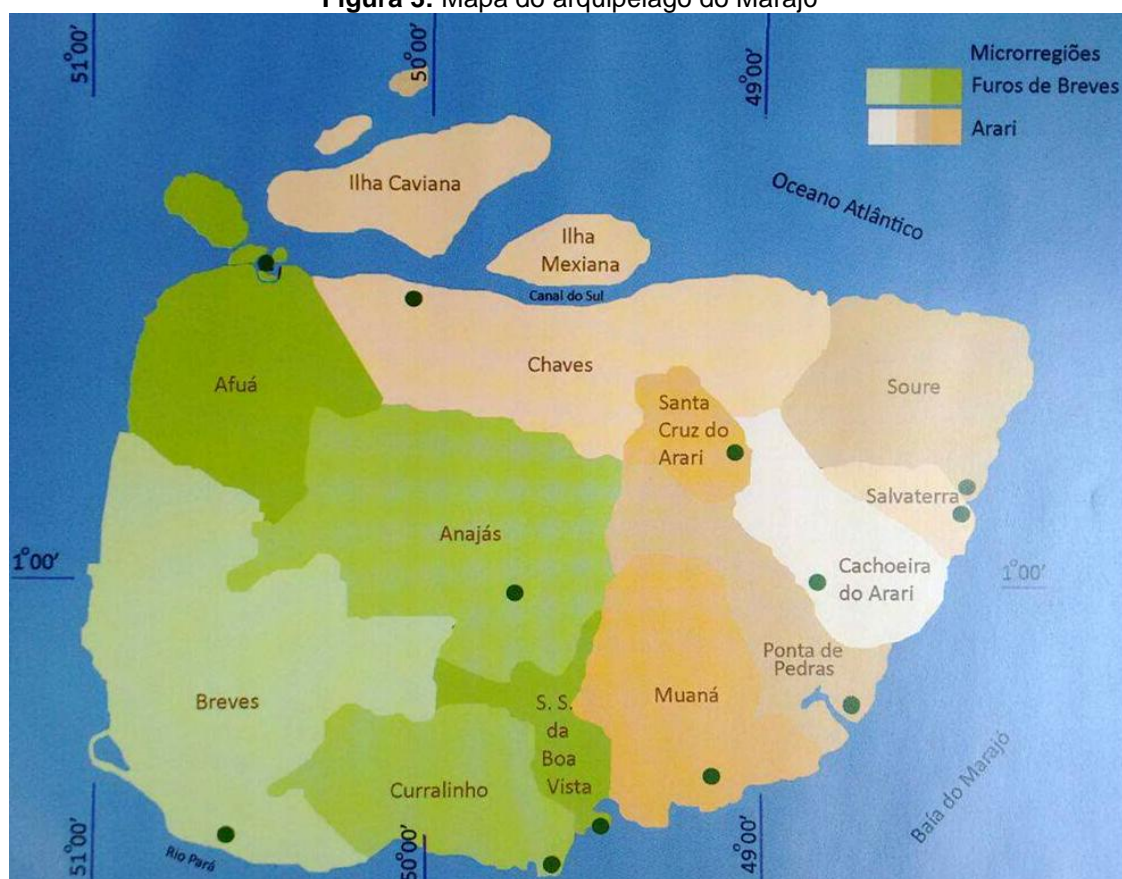 Figura 3: Mapa do arquipélago do Marajó
51°00'
50°00'
49°00'
Microrregiões
Furos de Breves
Arari
Ilha Caviana
Oceano Atlântico
Ilha
Mexiana
Canal do Sul
Chaves
Afuá
Soure
Santa
Cruz do
Arari
Salvaterra
Anajás
1°00'
Cachoeira
do Arari
1°00'
Ponta de
Pedras
Breves
S. S.
da
Boa
Vista
Muaná
Curralinho
Baía do Marajó
Rio Pará
51°00'
50°00'
49°00'